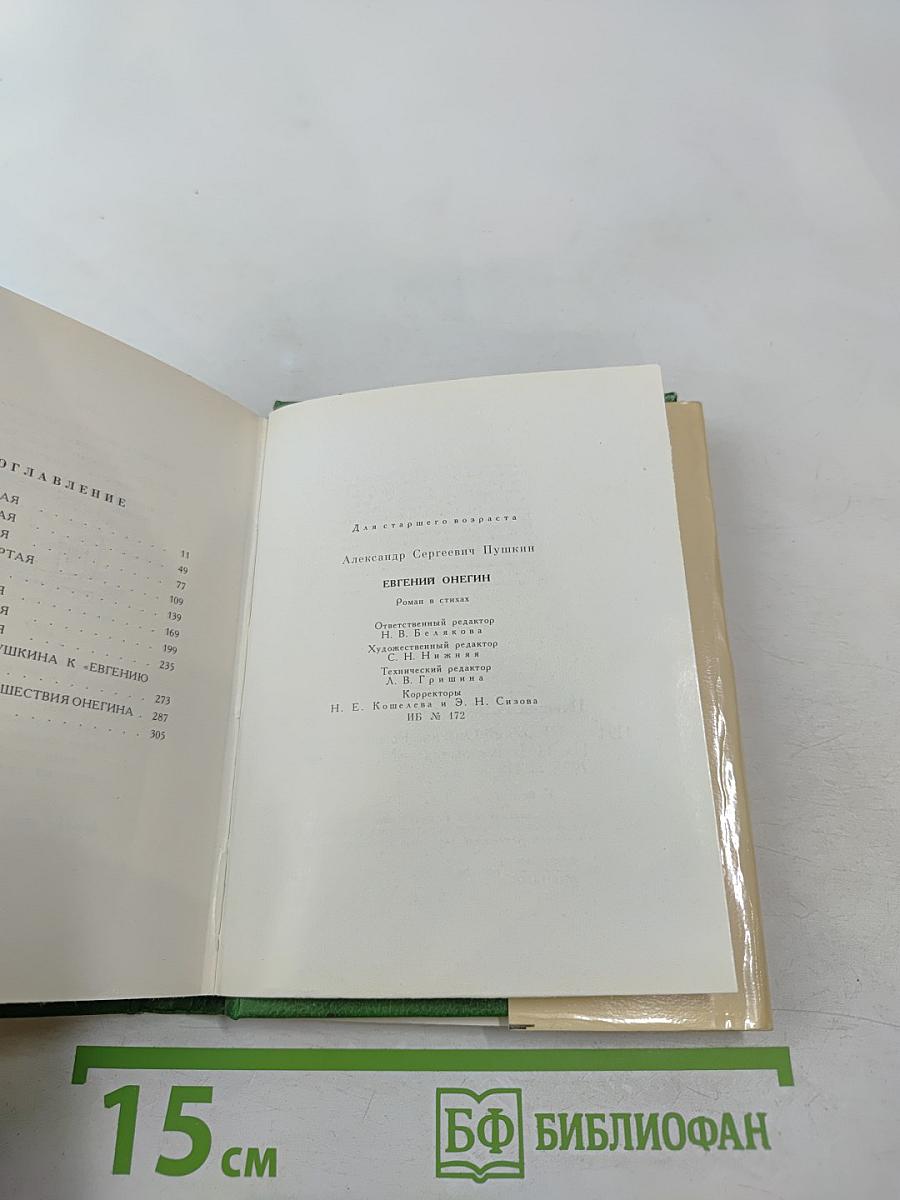 ОГЛАВЛЕНИЕ
АЯ . . . . . . . . 11
АЯ . . . . . . . . 49
Я . . . . . . . . 77
РТАЯ . . . . . . . 109
. . . . . . . . 139
Я . . . . . . . . 169
Я . . . . . . . . 199
Я . . . . . . . . 235
УШКИНА К «ЕВГЕНИЮ
. . . . . . . . 273
ШЕСТВИЯ ОНЕГИНА . 287
. . . . . . . . 305
Для старшего возраста
Александр Сергеевич Пушкин
ЕВГЕНИЙ ОНЕГИН
Роман в стихах
Ответственный редактор
Н. В. Белякова
Художественный редактор
С. Н. Нижняя
Технический редактор
Л. В. Гришина
Корректоры
Н. Е. Кошелева и Э. Н. Сизова
ИБ № 172
15 см
БФ БИБЛИОФАН